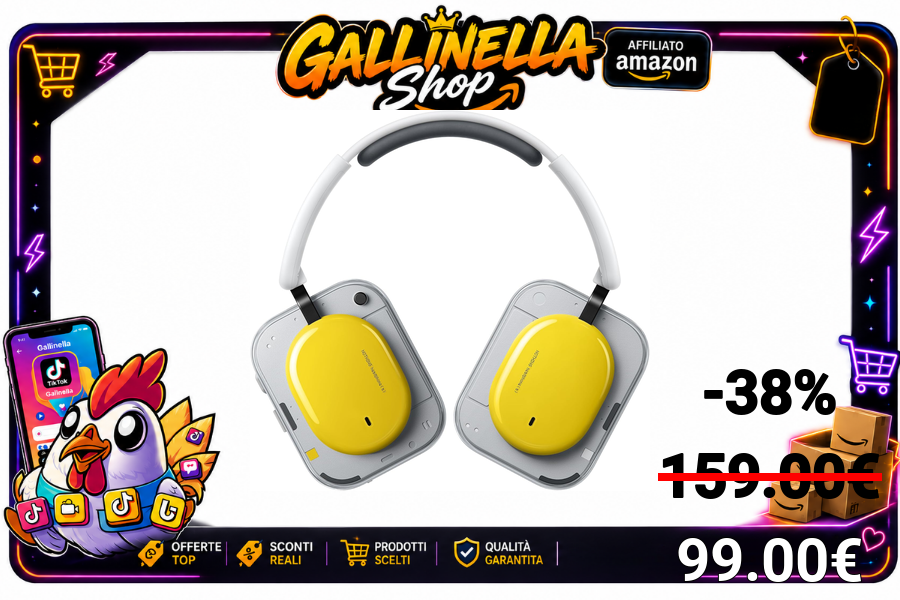 GALLINELLA
Shop
AFFILIATO
amazon
Gallinella
TikTok
Gallinella
-38%
159.00€
99.00€
OFFERTE
TOP
SCONTI
REALI
PRODOTTI
SCELTI
QUALITÀ
GARANTITA